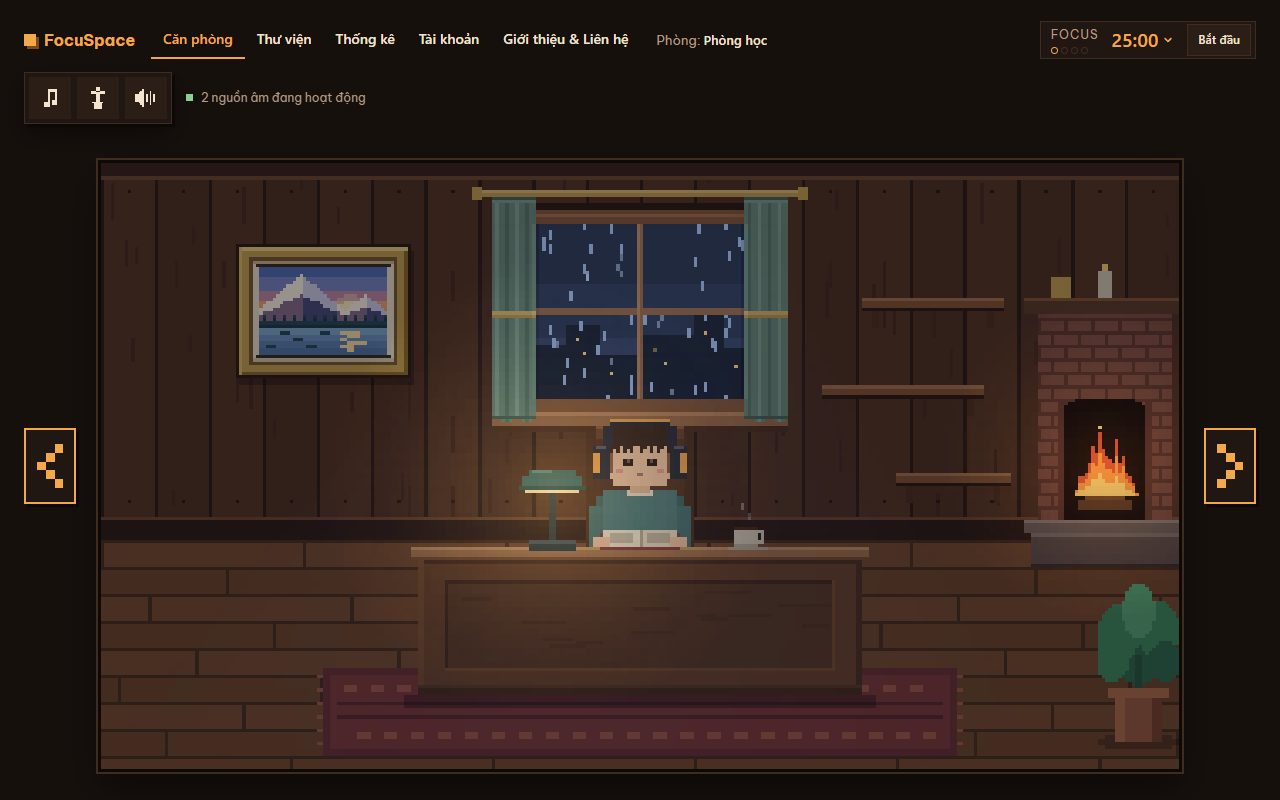 FocuSpace
Căn phòng
Thư viện
Thống kê
Tài khoản
Giới thiệu & Liên hệ
Phòng: Phòng học
FOCUS
25:00
Bắt đầu
2 nguồn âm đang hoạt động